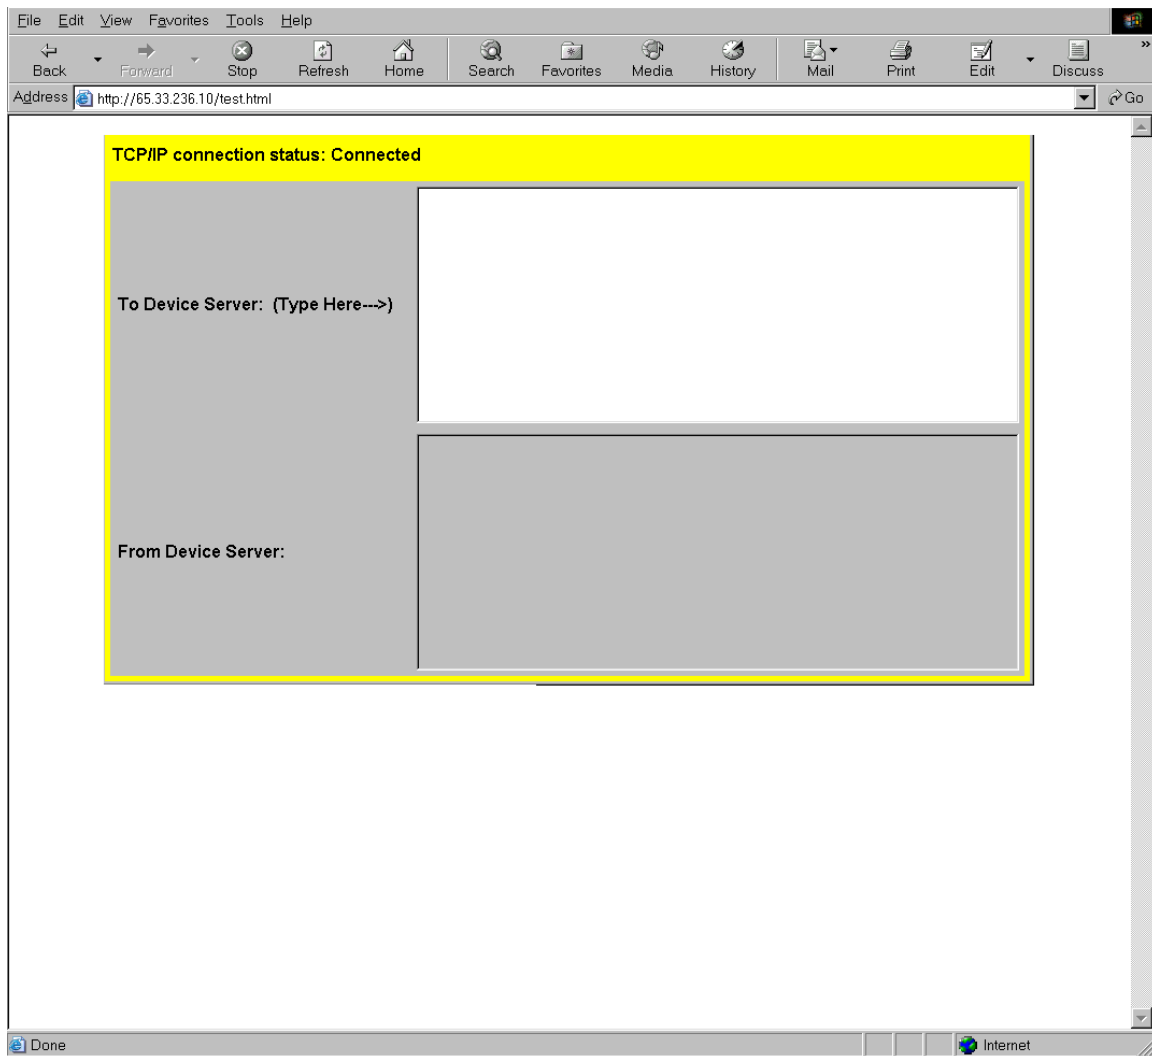 File Edit View Favorites Tools Help
Back Forward Stop Refresh Home Search Favorites Media History Mail Print Edit Discuss »
Address http://65.33.236.10/test.html Go
TCP/IP connection status: Connected
To Device Server: (Type Here--->)
From Device Server:
Done Internet